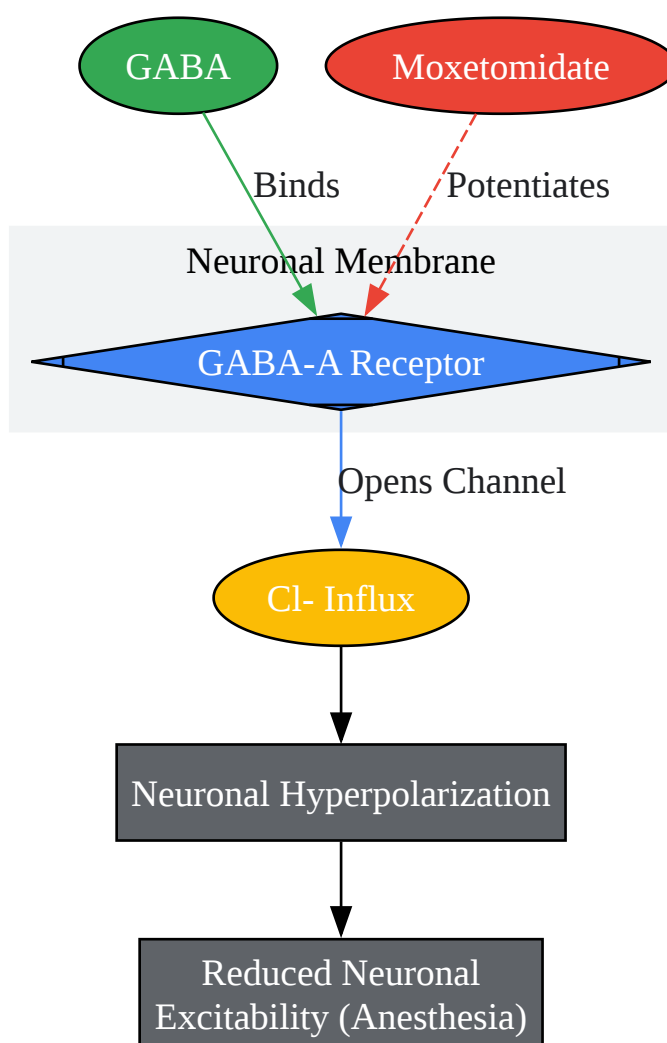 GABA
Moxetomidate
Binds
Potentiates
Neuronal Membrane
GABA-A Receptor
Opens Channel
Cl- Influx
Neuronal Hyperpolarization
Reduced Neuronal
Excitability (Anesthesia)